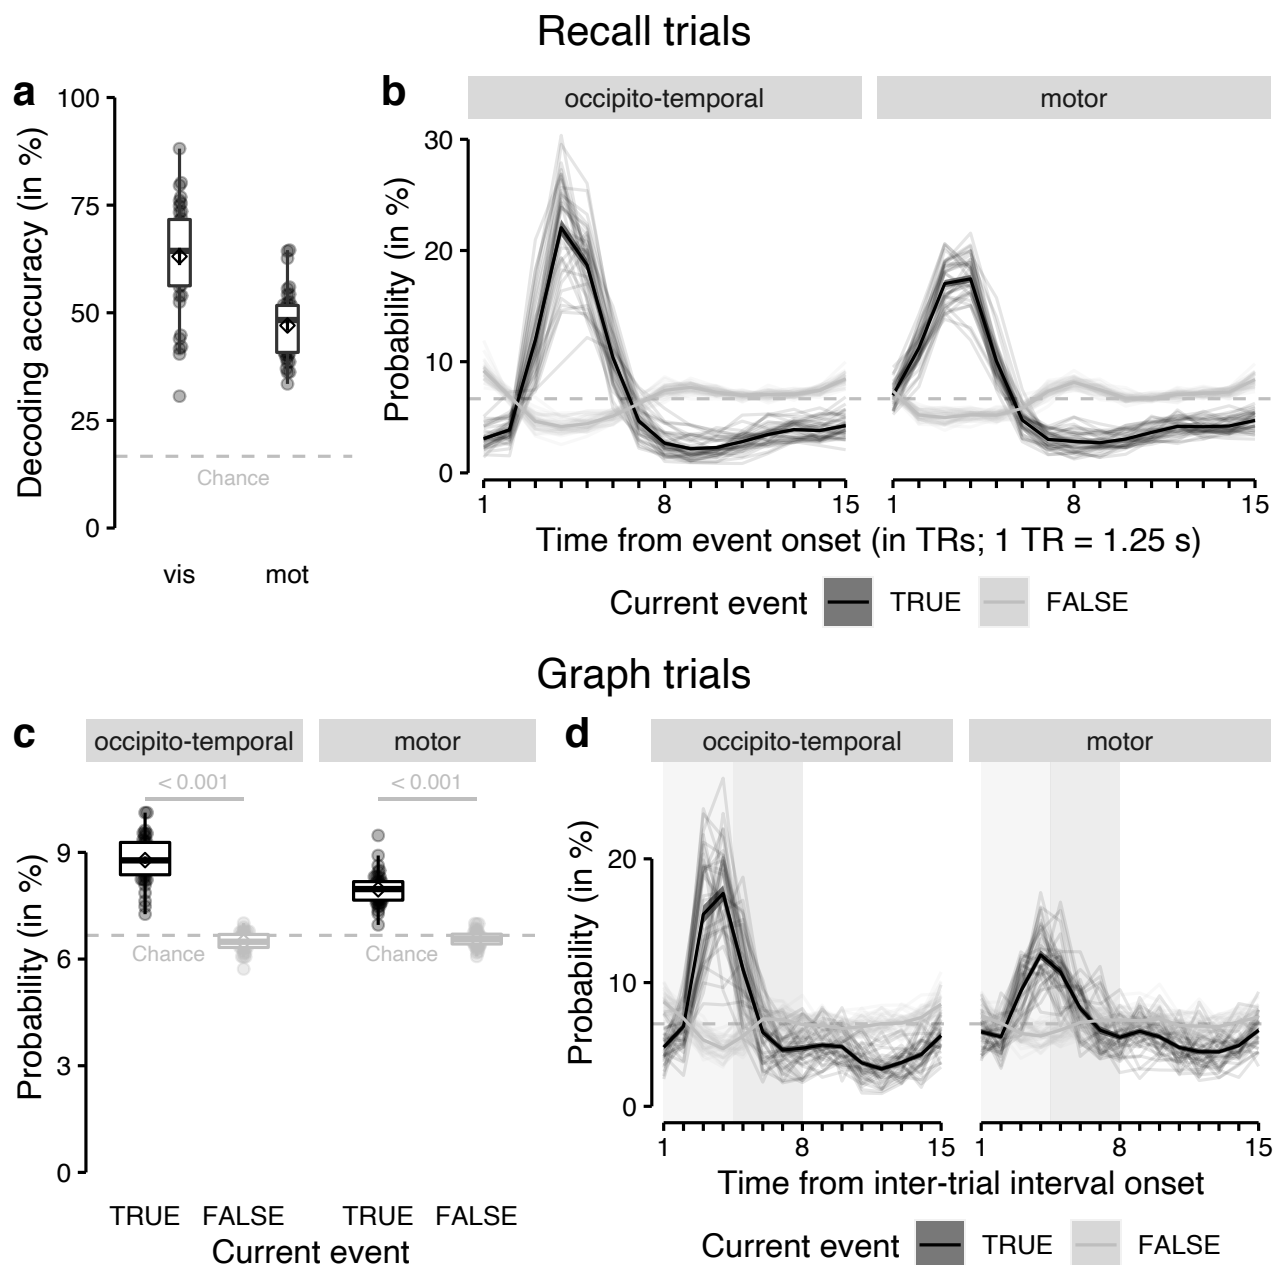 Recall trials
a
Decoding accuracy (in %)
100
75
50
25
0
Chance
vis mot
b
occipito-temporal motor
Probability (in %)
30
20
10
0
1 8 15 1 8 15
Time from event onset (in TRs; 1 TR = 1.25 s)
Current event TRUE FALSE
Graph trials
c
occipito-temporal motor
< 0.001 < 0.001
Probability (in %)
9
6
3
0
Chance Chance
TRUE FALSE TRUE FALSE
Current event
d
occipito-temporal motor
Probability (in %)
20
10
0
1 8 15 1 8 15
Time from inter-trial interval onset
Current event TRUE FALSE